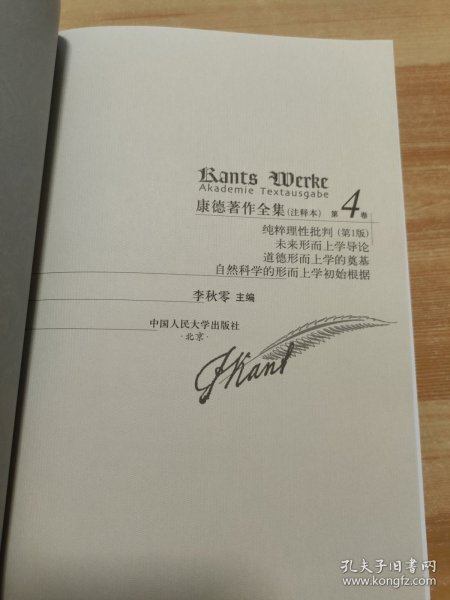 Kants Werke
Akademie Textausgabe
康德著作全集(注释本) 第4卷
纯粹理性批判(第1版)
未来形而上学导论
道德形而上学的奠基
自然科学的形而上学初始根据
李秋零 主编
中国人民大学出版社
·北京·
IKant
孔夫子旧书网
www.kongfz.com